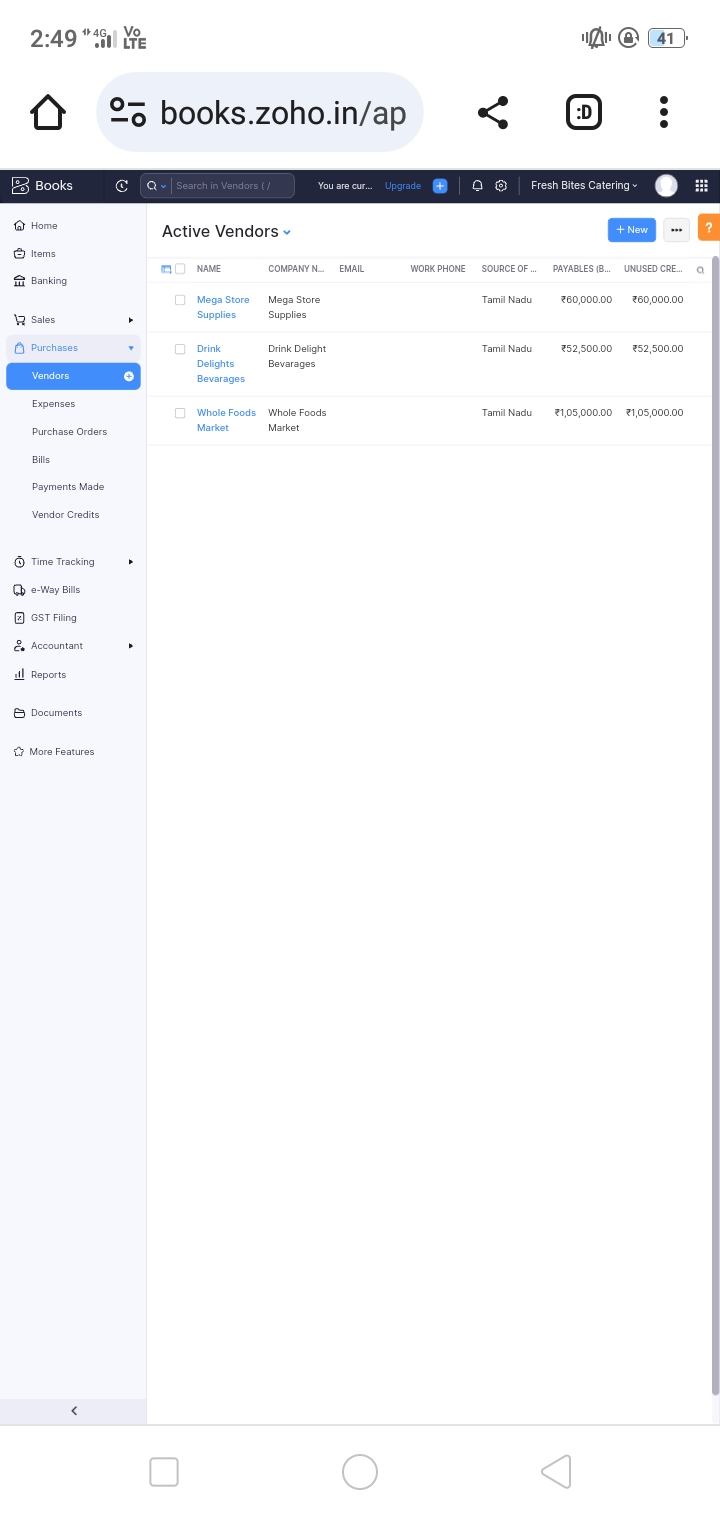 2:49 4G Vo LTE 41
books.zoho.in/ap :D
Books Search in Vendors ( / You are cur... Upgrade Fresh Bites Catering
Home
Items
Banking
Sales
Purchases
Vendors
Expenses
Purchase Orders
Bills
Payments Made
Vendor Credits
Time Tracking
e-Way Bills
GST Filing
Accountant
Reports
Documents
More Features
Active Vendors + New ?
NAME COMPANY N... EMAIL WORK PHONE SOURCE OF ... PAYABLES (B... UNUSED CRE...
Mega Store Mega Store Tamil Nadu ₹60,000.00 ₹60,000.00
Supplies Supplies
Drink Drink Delight Tamil Nadu ₹52,500.00 ₹52,500.00
Delights Bevarages
Bevarages
Whole Foods Whole Foods Tamil Nadu ₹1,05,000.00 ₹1,05,000.00
Market Market